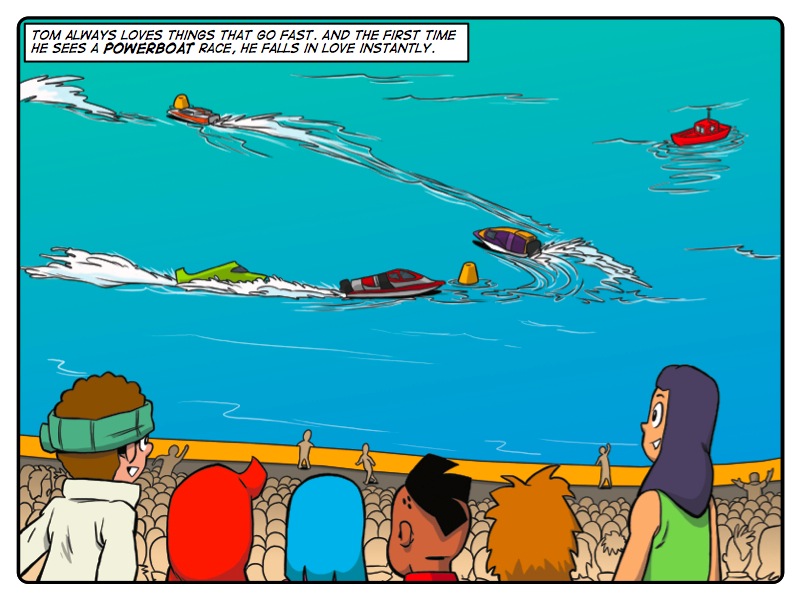 TOM ALWAYS LOVES THINGS THAT GO FAST. AND THE FIRST TIME
HE SEES A POWERBOAT RACE, HE FALLS IN LOVE INSTANTLY.